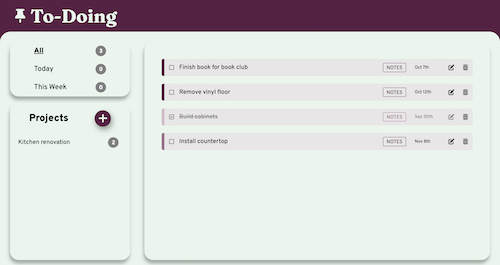 To-Doing
All 3
Today 0
This Week 0
Projects
Kitchen renovation 2
Finish book for book club NOTES Oct 7th
Remove vinyl floor NOTES Oct 12th
Build cabinets NOTES Sep 30th
Install countertop NOTES Nov 8th